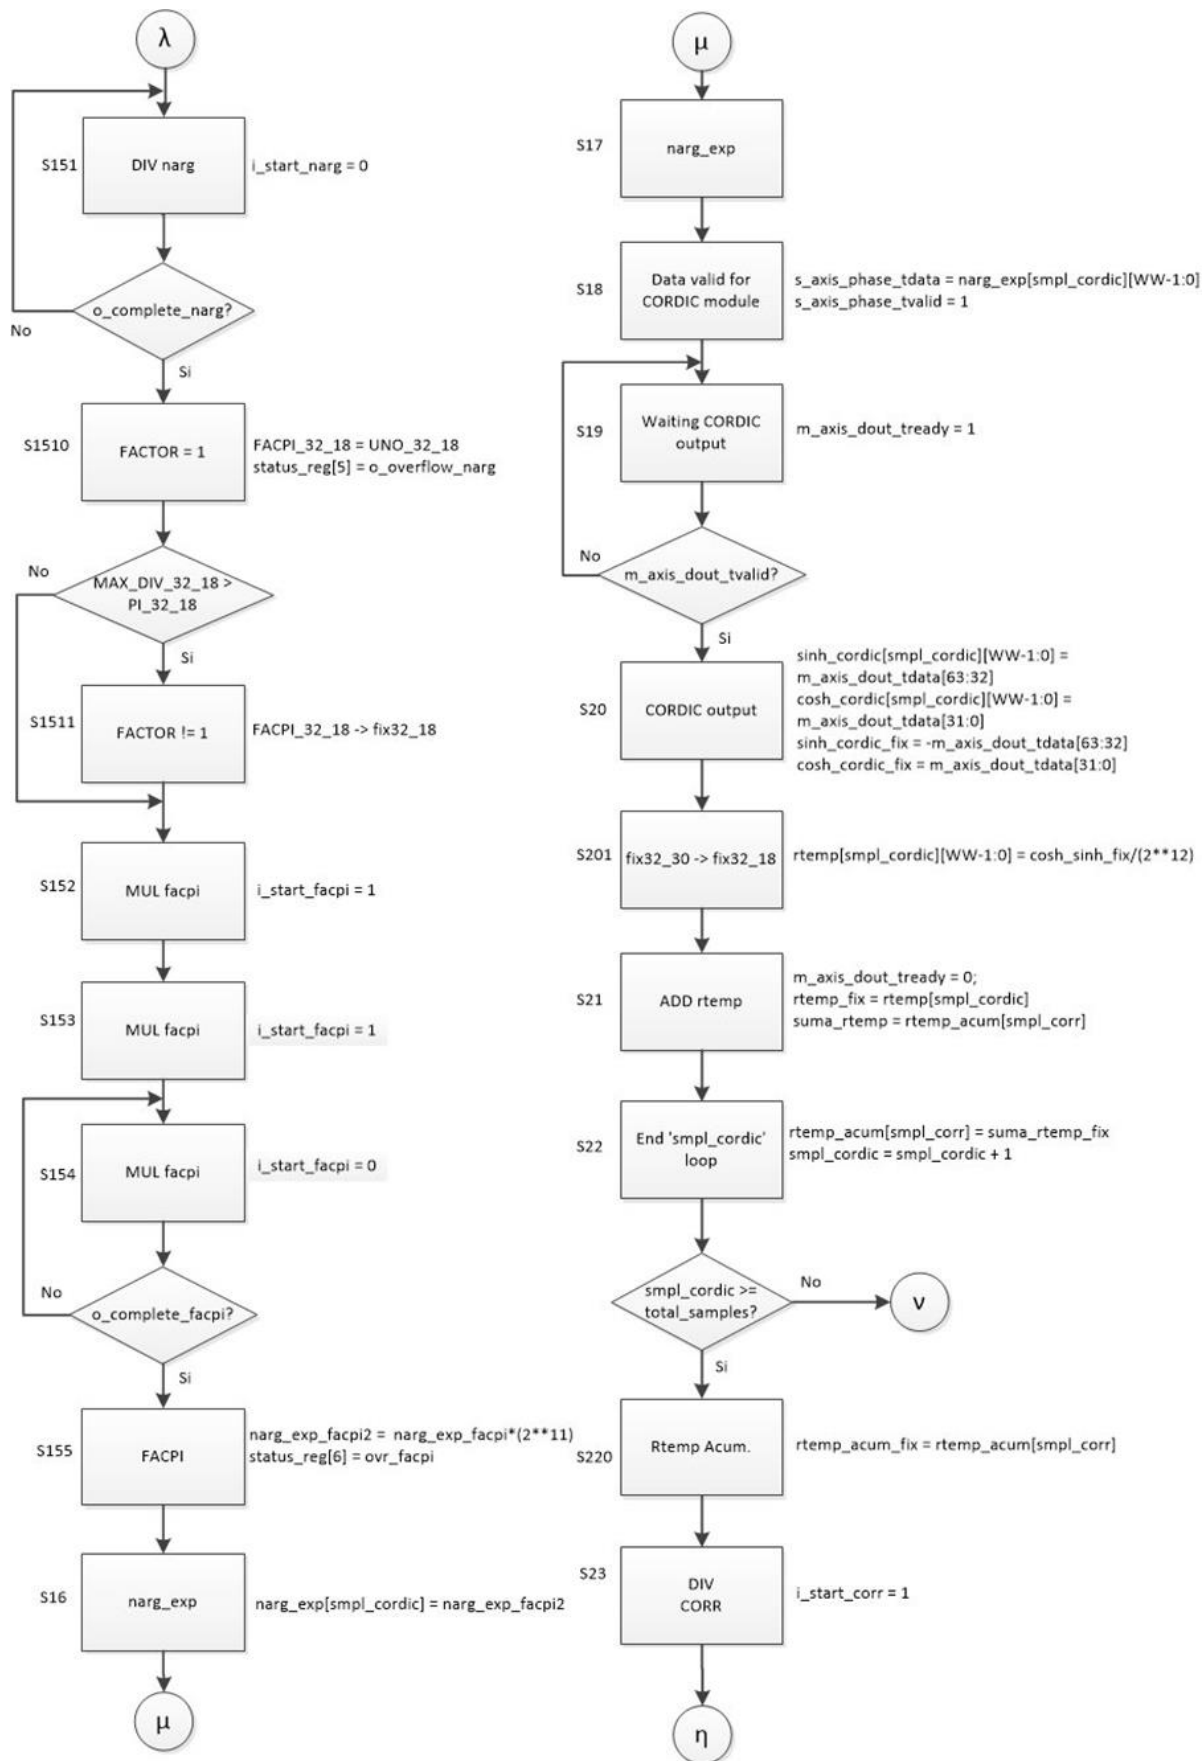 λ
S151
DIV narg
i_start_narg = 0
o_complete_narg?
No
Si
S1510
FACTOR = 1
FACPI_32_18 = UNO_32_18
status_reg[5] = o_overflow_narg
No
MAX_DIV_32_18 >
PI_32_18
Si
S1511
FACTOR != 1
FACPI_32_18 -> fix32_18
S152
MUL facpi
i_start_facpi = 1
S153
MUL facpi
i_start_facpi = 1
S154
MUL facpi
i_start_facpi = 0
No
o_complete_facpi?
Si
S155
FACPI
narg_exp_facpi2 = narg_exp_facpi*(2**11)
status_reg[6] = ovr_facpi
S16
narg_exp
narg_exp[smpl_cordic] = narg_exp_facpi2
μ
μ
S17
narg_exp
S18
Data valid for
CORDIC module
s_axis_phase_tdata = narg_exp[smpl_cordic][WW-1:0]
s_axis_phase_tvalid = 1
S19
Waiting CORDIC
output
m_axis_dout_tready = 1
No
m_axis_dout_tvalid?
Si
S20
CORDIC output
sinh_cordic[smpl_cordic][WW-1:0] =
m_axis_dout_tdata[63:32]
cosh_cordic[smpl_cordic][WW-1:0] =
m_axis_dout_tdata[31:0]
sinh_cordic_fix = -m_axis_dout_tdata[63:32]
cosh_cordic_fix = m_axis_dout_tdata[31:0]
S201
fix32_30 -> fix32_18
rtemp[smpl_cordic][WW-1:0] = cosh_sinh_fix/(2**12)
S21
ADD rtemp
m_axis_dout_tready = 0;
rtemp_fix = rtemp[smpl_cordic]
suma_rtemp = rtemp_acum[smpl_corr]
S22
End 'smpl_cordic'
loop
rtemp_acum[smpl_corr] = suma_rtemp_fix
smpl_cordic = smpl_cordic + 1
smpl_cordic >=
total_samples?
No
ν
Si
S220
Rtemp Acum.
rtemp_acum_fix = rtemp_acum[smpl_corr]
S23
DIV
CORR
i_start_corr = 1
η